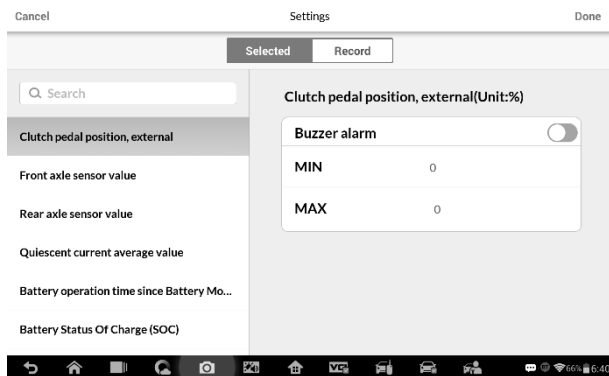 Cancel Settings Done
Selected Record
Search
Clutch pedal position, external(Unit:%)
Clutch pedal position, external
Buzzer alarm
Front axle sensor value
MIN 0
Rear axle sensor value
MAX 0
Quiescent current average value
Battery operation time since Battery Mo...
Battery Status Of Charge (SOC)
66% 6:40